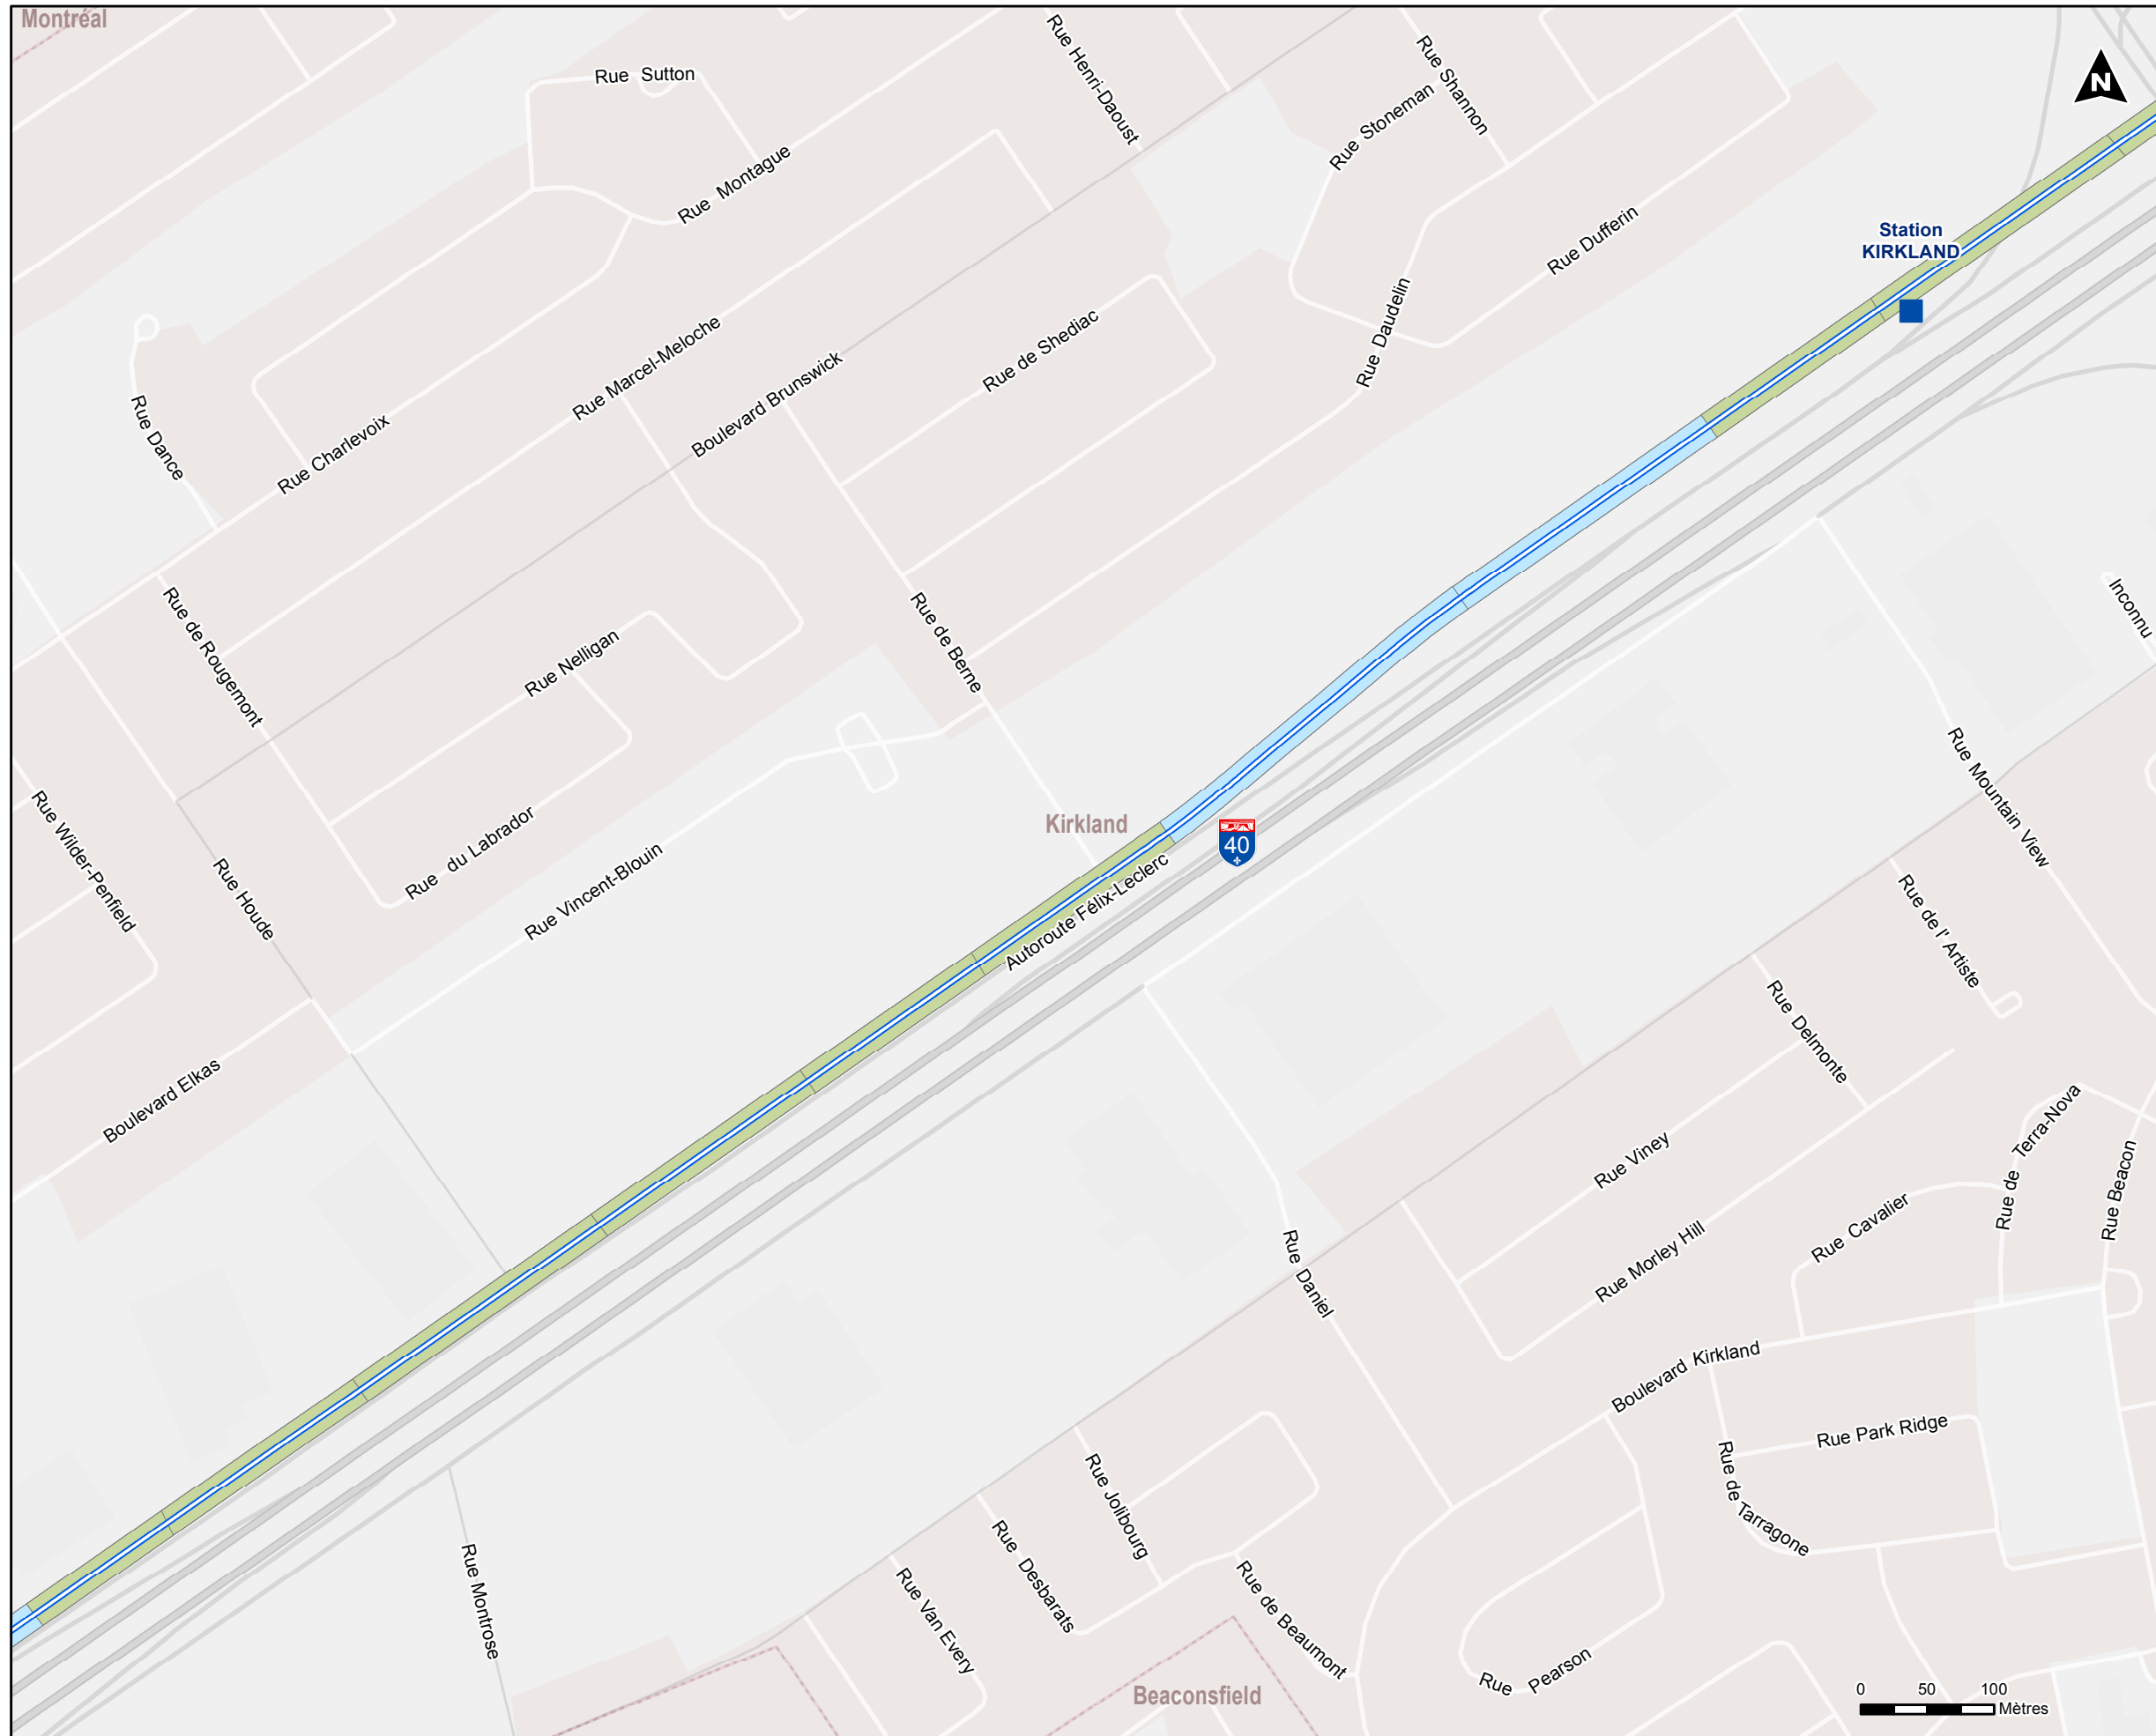 Montréal
Rue Sutton
Rue Henri-Daoust
Rue Shannon
Rue Stoneman
N
Rue Montague
Rue Dufferin
Station
KIRKLAND
Rue Daudelin
Rue de Shediac
Rue Marcel-Meloche
Boulevard Brunswick
Rue Dance
Rue Charlevoix
Rue de Rougemont
Rue Nelligan
Rue de Berne
Inconnu
Rue Mountain View
Rue Wilder-Penfield
Rue Houde
Rue du Labrador
Rue Vincent-Blouin
Kirkland
40
Autoroute Félix-Leclerc
Rue de l' Artiste
Rue Delmonte
Boulevard Elkas
Rue Viney
Rue de Terra-Nova
Rue Beacon
Rue Cavalier
Rue Morley Hill
Rue Daniel
Boulevard Kirkland
Rue Park Ridge
Rue de Tarragone
Rue Jolibourg
Rue Desbarats
Rue Montrose
Rue Van Every
Rue de Beaumont
Rue Pearson
Beaconsfield
0 50 100
Mètres